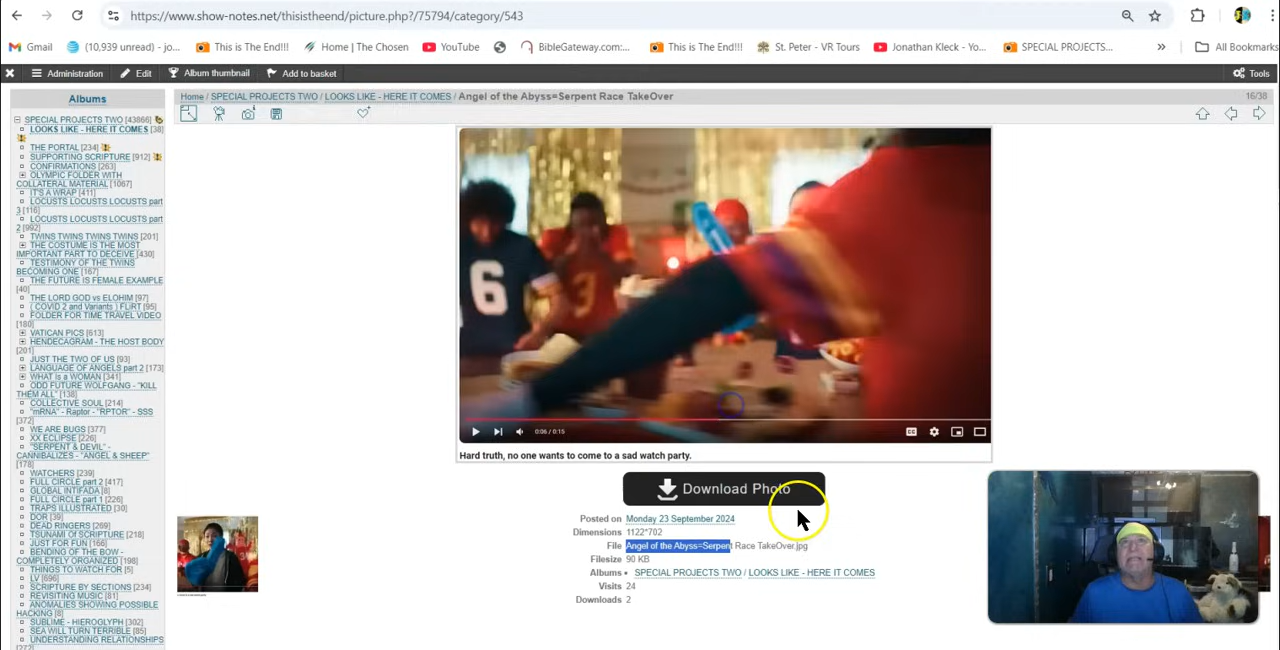 https://www.show-notes.net/thisistheend/picture.php?/75794/category/543
Gmail
(10,939 unread) - jo...
This is The End!!!
Home | The Chosen
YouTube
BibleGateway.com:...
This is The End!!!
St. Peter - VR Tours
Jonathan Kleck - Yo...
SPECIAL PROJECTS...
»
All Bookmarks
Administration
Edit
Album thumbnail
Add to basket
Tools
Albums
Home / SPECIAL PROJECTS TWO / LOOKS LIKE - HERE IT COMES / Angel of the Abyss=Serpent Race TakeOver
16/38
SPECIAL PROJECTS TWO [43866]
LOOKS LIKE - HERE IT COMES [38]
THE PORTAL [234]
SUPPORTING SCRIPTURE [912]
CONFIRMATIONS [263]
OLYMPIC FOLDER WITH
COLLATERAL MATERIAL [1067]
IT'S A WRAP [411]
LOCUSTS LOCUSTS LOCUSTS part
3 [116]
LOCUSTS LOCUSTS LOCUSTS part
2 [992]
TWINS TWINS TWINS TWINS [201]
THE COSTUME IS THE MOST
IMPORTANT PART TO DECEIVE [430]
TESTIMONY OF THE TWINS
BECOMING ONE [167]
THE FUTURE IS FEMALE EXAMPLE
[40]
THE LORD GOD vs ELOHIM [97]
( COVID 2 and Variants ) FLiRT [95]
FOLDER FOR TIME TRAVEL VIDEO
[180]
VATICAN PICS [613]
HENDECAGRAM - THE HOST BODY
[201]
JUST THE TWO OF US [93]
LANGUAGE OF ANGELS part 2 [173]
WHAT is a WOMAN [341]
ODD FUTURE WOLFGANG - "KILL
THEM ALL" [138]
COLLECTIVE SOUL [214]
"mRNA" - Raptor - "RPTOR" - SSS
[372]
WE ARE BUGS [377]
XX ECLIPSE [226]
"SERPENT & DEVIL" -
CANNIBALIZES - "ANGEL & SHEEP"
[178]
WATCHERS [239]
FULL CIRCLE part 2 [417]
GLOBAL INTIFADA [8]
FULL CIRCLE part 1 [226]
TRAPS ILLUSTRATED [30]
DOR [39]
DEAD RINGERS [269]
TSUNAMI OF SCRIPTURE [218]
JUST FOR FUN [166]
BENDING OF THE BOW -
COMPLETELY ORGANIZED [198]
THINGS TO WATCH FOR [5]
LV [696]
SCRIPTURE BY SECTIONS [234]
REVISITING MUSIC [81]
ANOMALIES SHOWING POSSIBLE
HACKING [8]
SUBLIME - HIEROGLYPH [302]
SEA WILL TURN TERRIBLE [85]
UNDERSTANDING RELATIONSHIPS
6
3
0:06 / 0:15
Hard truth, no one wants to come to a sad watch party.
Download Photo
Posted on Monday 23 September 2024
Dimensions 1122*702
File Angel of the Abyss=Serpent Race TakeOver.jpg
Filesize 90 KB
Albums • SPECIAL PROJECTS TWO / LOOKS LIKE - HERE IT COMES
Visits 24
Downloads 2